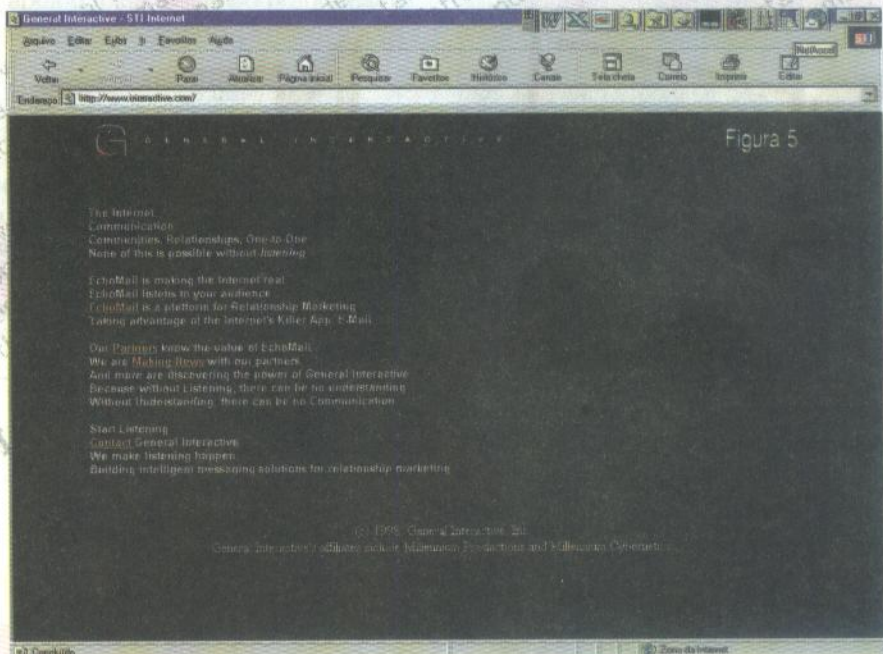 General Interactive - STI Internet
Arquivo Editar Exibir Ir Favoritos Ajuda
NetAccel
Voltar Parar Atualizar Página inicial Pesquisar Favoritos Histórico Canais Tela cheia Correio Imprimir Editar
Endereço
G GENERAL INTERACTIVE
Figura 5
The Internet
Communication
Communities, Relationships, One-to-One
None of this is possible without listening
EchoMail is making the Internet real
EchoMail listens to your audience
EchoMail is a platform for Relationship Marketing
Taking advantage of the Internet's Killer App: E-Mail
Our Partners know the value of EchoMail
We are Making News with our partners
And more are discovering the power of General Interactive
Because without Listening, there can be no understanding
Without Understanding, there can be no Communication
Start Listening
Contact General Interactive
We make listening happen
Building intelligent messaging solutions for relationship marketing
(c) 1998, General Interactive, Inc.
General Interactive's affiliates include Millennium Productions and Millennium Cybernetics
Concluído
Zona da Internet